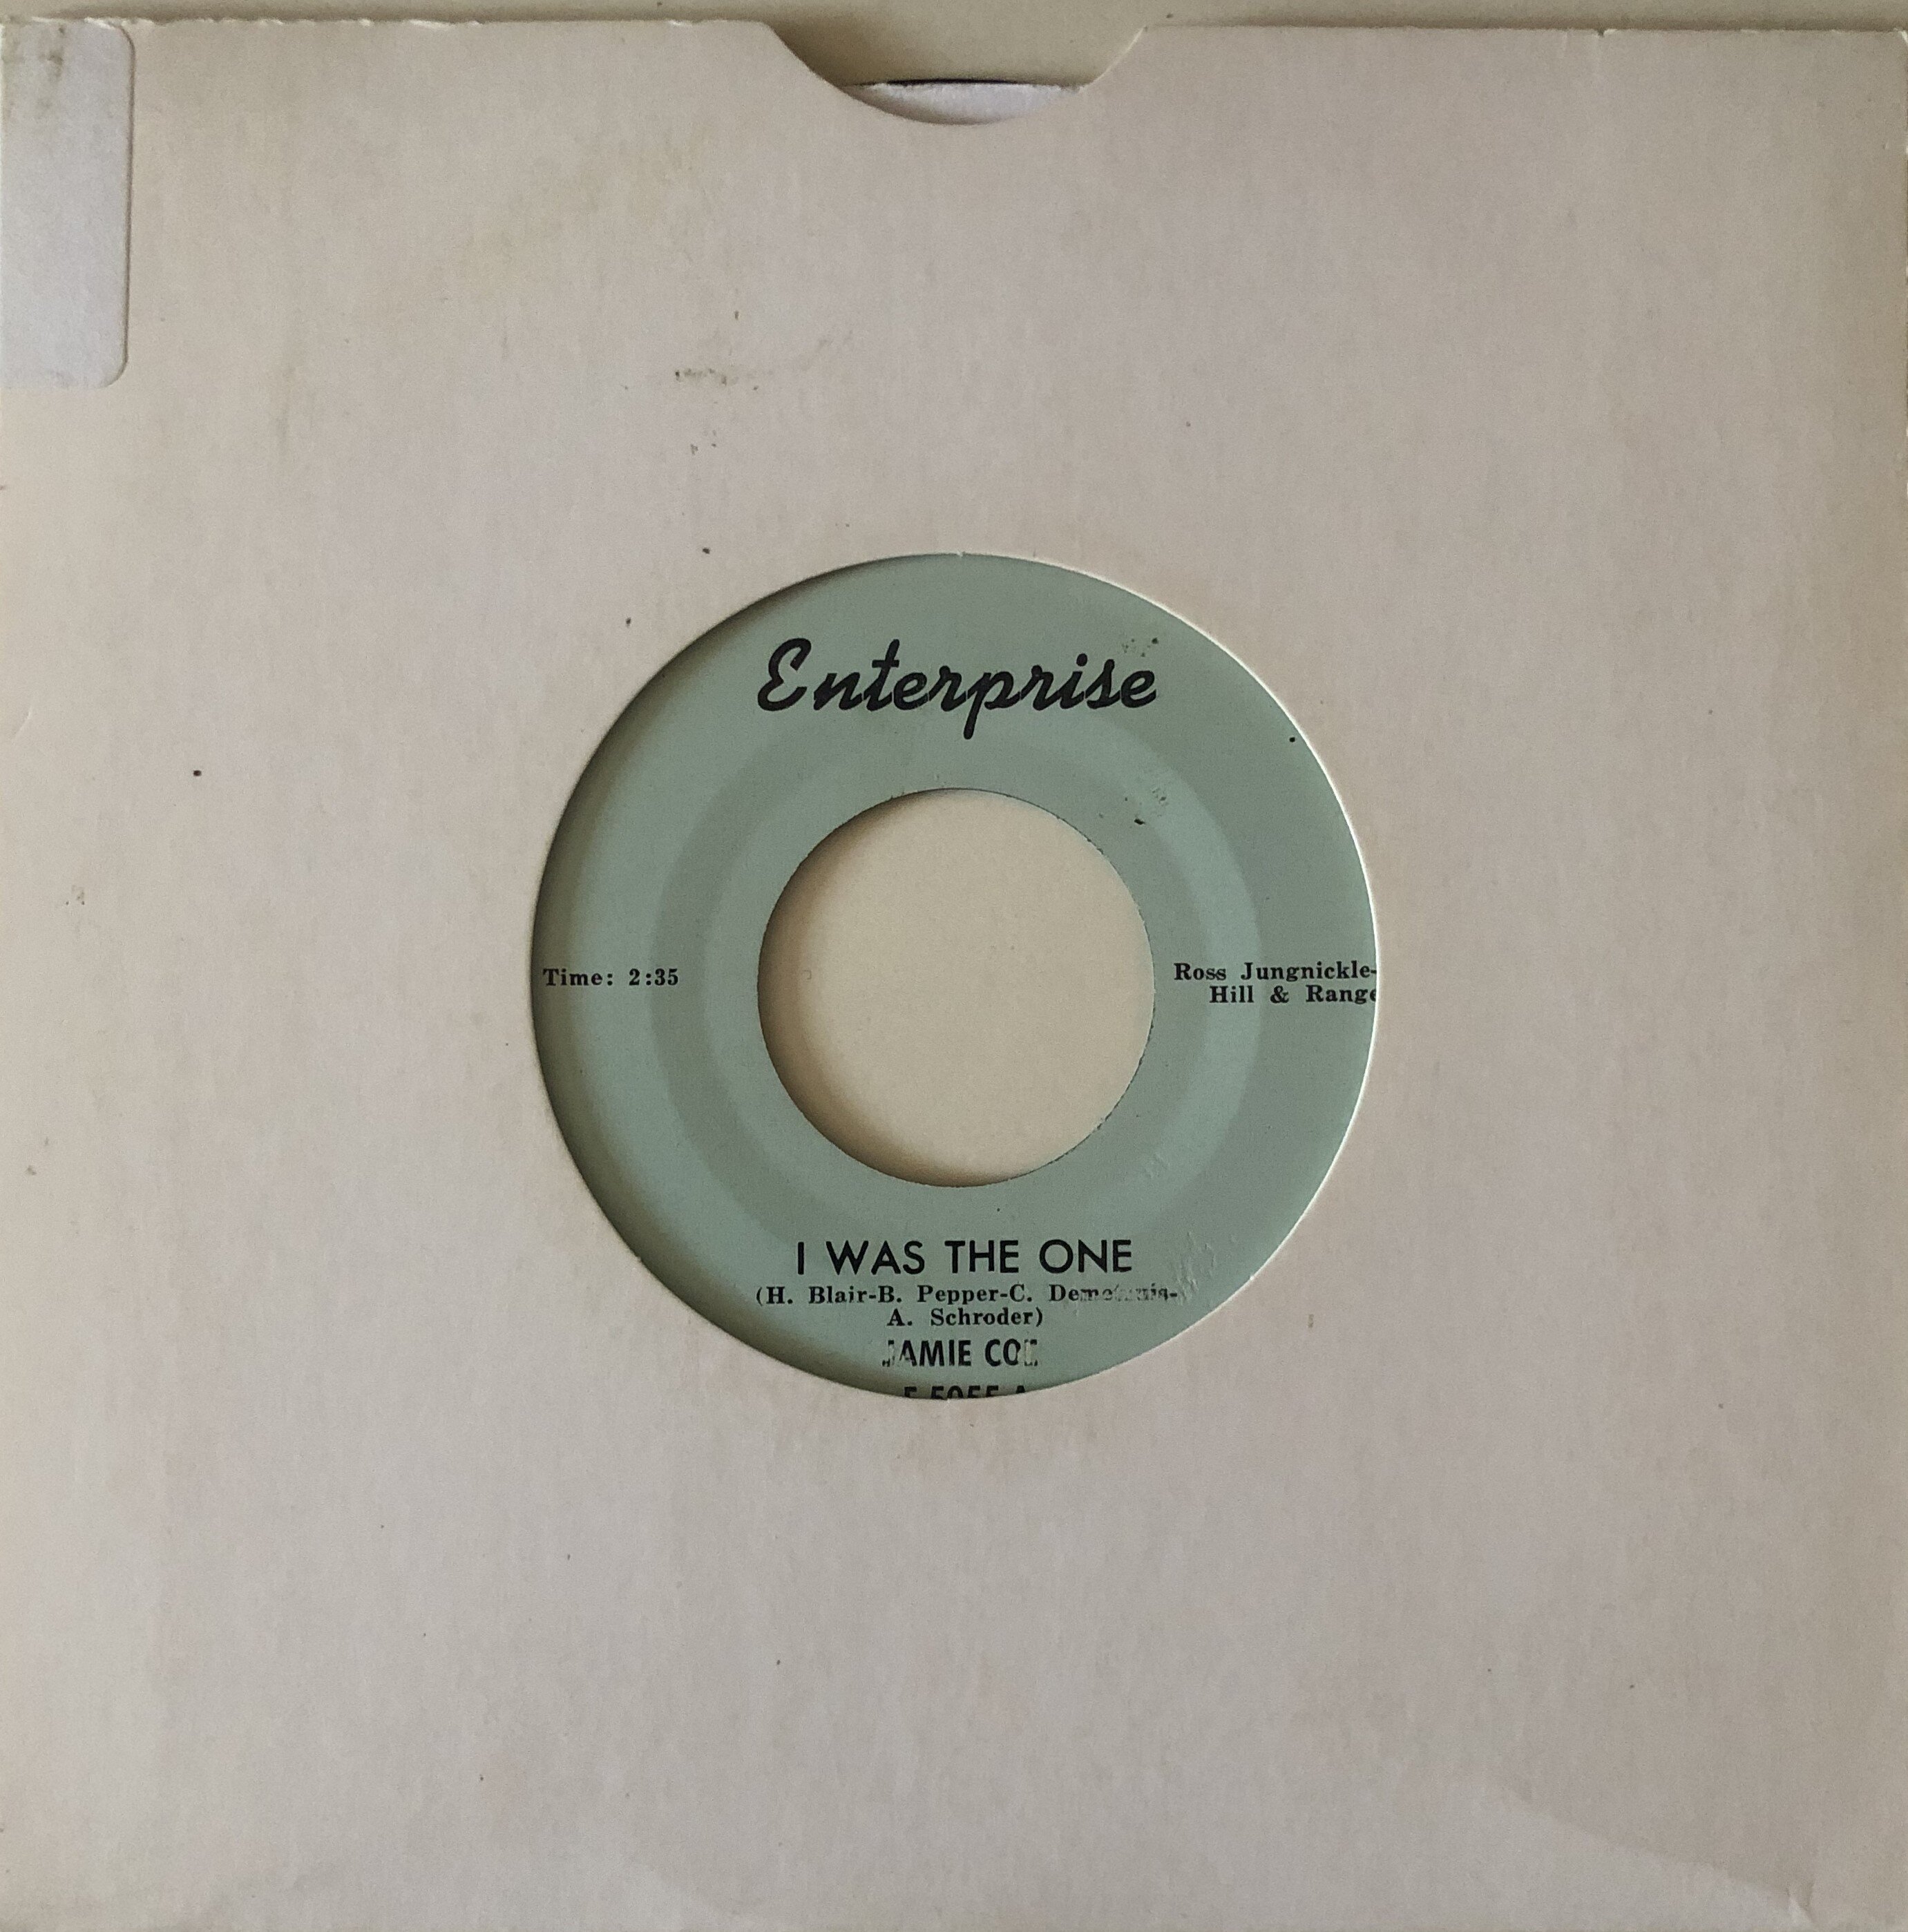 Enterprise
Time: 2:35
Ross Jungnickle-
Hill & Range
I WAS THE ONE
(H. Blair-B. Pepper-C.
A. Schroder)